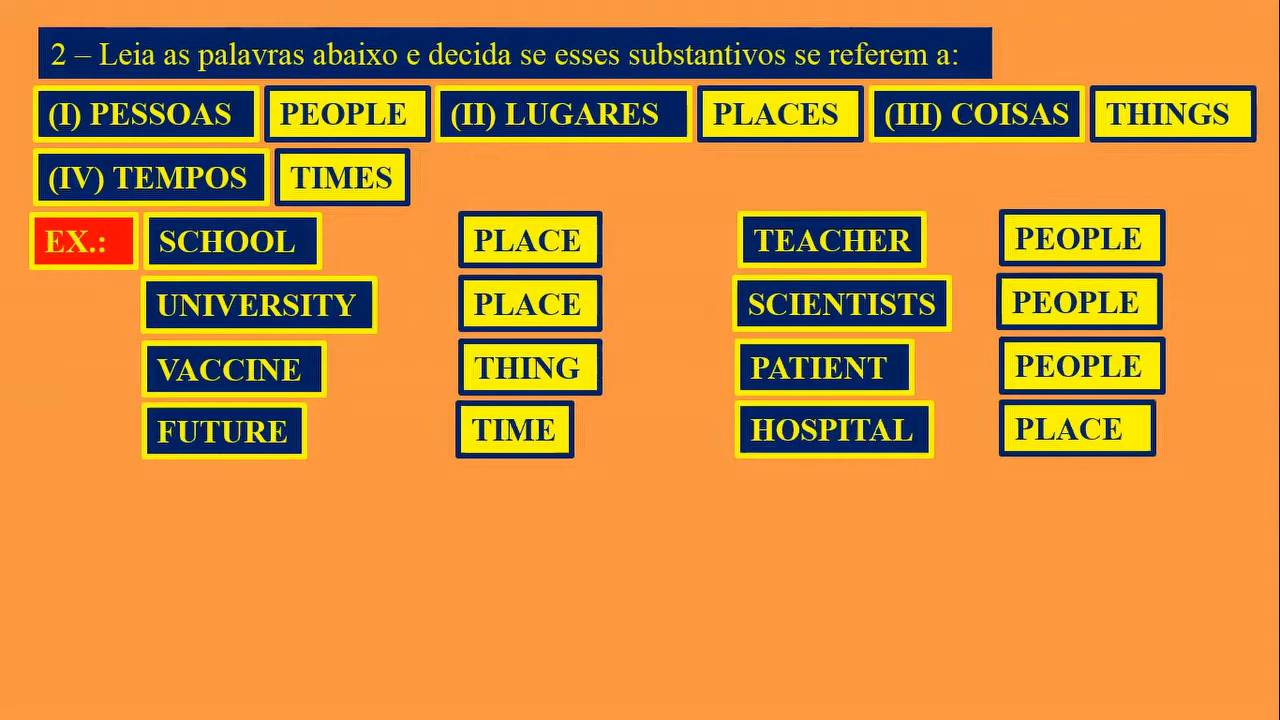 2 – Leia as palavras abaixo e decida se esses substantivos se referem a:
(I) PESSOAS PEOPLE (II) LUGARES PLACES (III) COISAS THINGS
(IV) TEMPOS TIMES
EX.: SCHOOL PLACE TEACHER PEOPLE
UNIVERSITY PLACE SCIENTISTS PEOPLE
VACCINE THING PATIENT PEOPLE
FUTURE TIME HOSPITAL PLACE